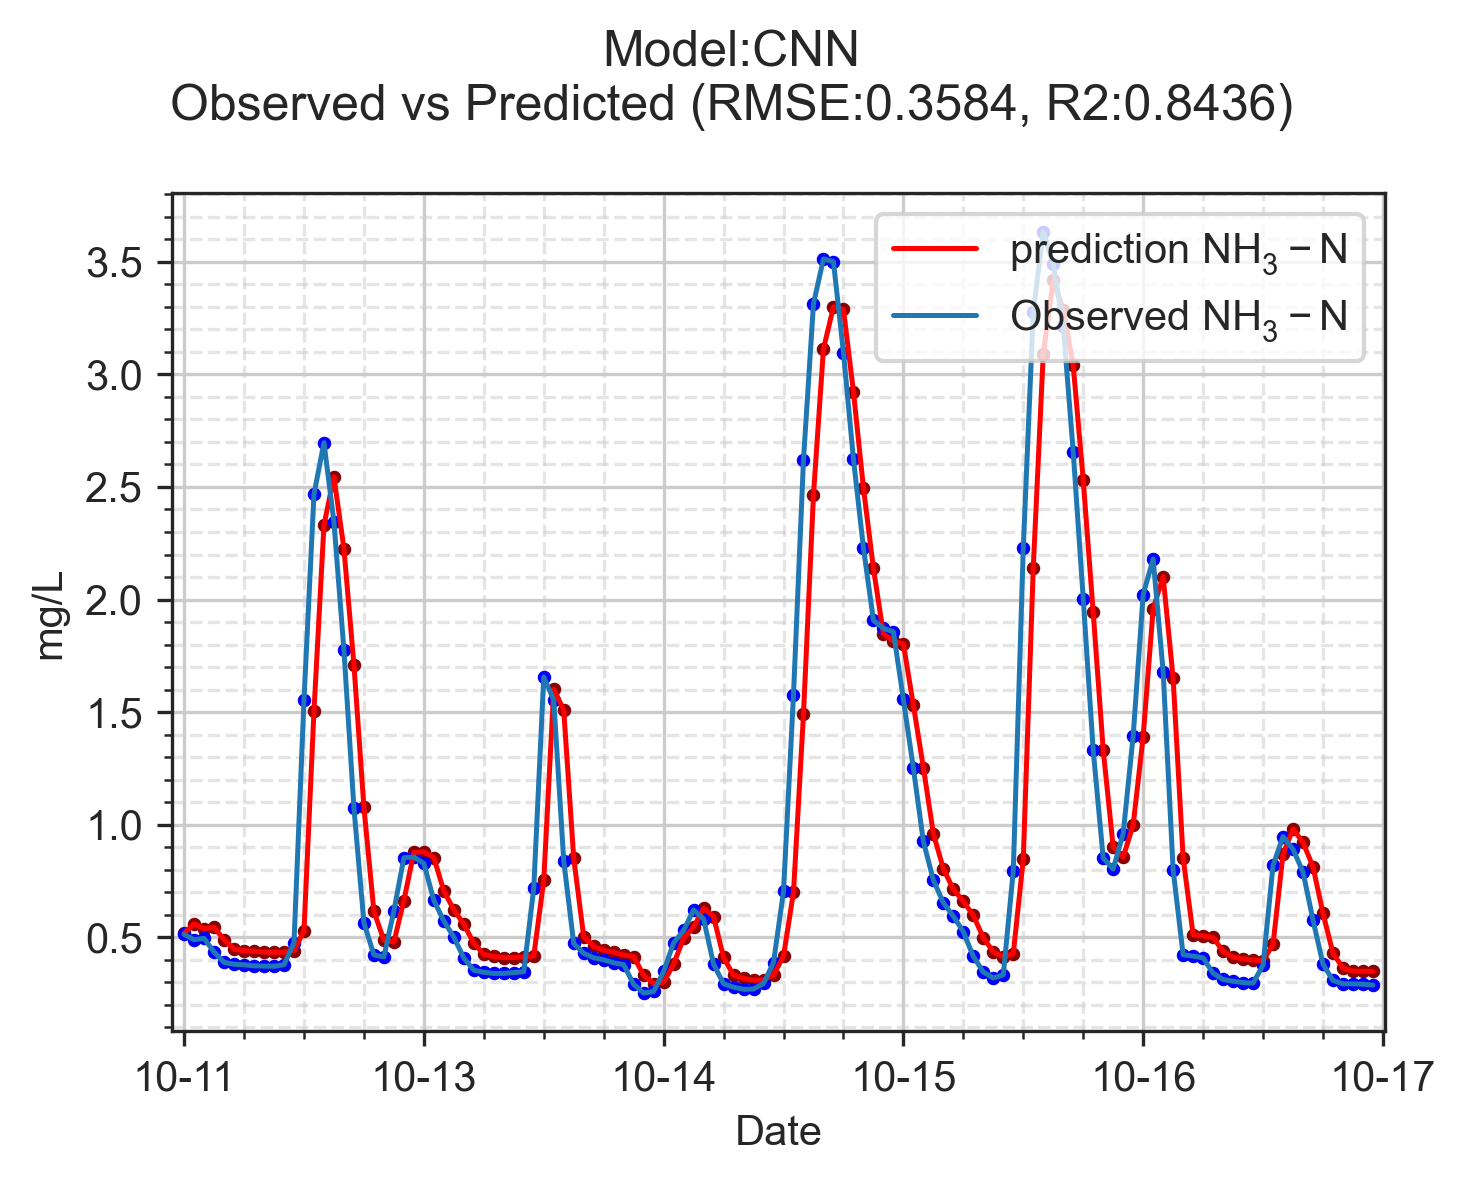 Model:CNN
Observed vs Predicted (RMSE:0.3584, R2:0.8436)
prediction NH₃ − N
Observed NH₃ − N
3.5
3.0
2.5
2.0
1.5
1.0
0.5
mg/L
10-11 10-13 10-14 10-15 10-16 10-17
Date